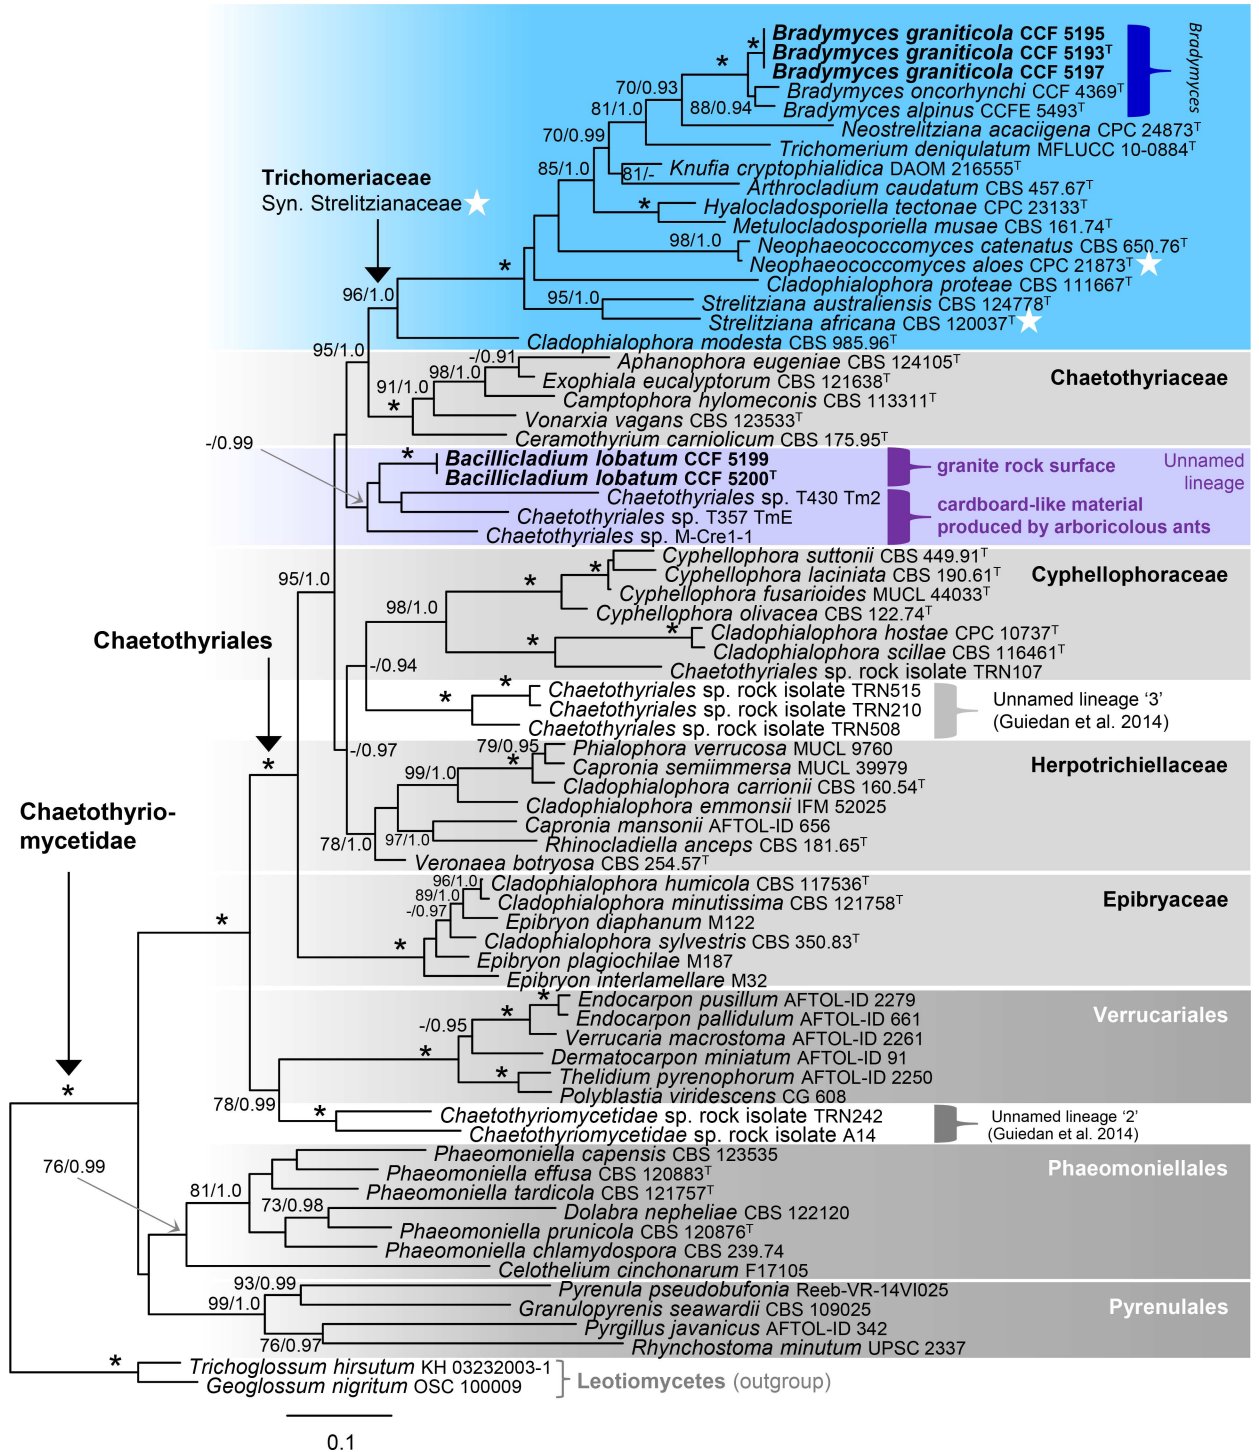 Bradymyces graniticola CCF 5195
Bradymyces graniticola CCF 5193T
Bradymyces graniticola CCF 5197
Bradymyces oncorhynchi CCF 4369T
Bradymyces alpinus CCFE 5493T
Bradymyces
Neostrelitziana acaciigena CPC 24873T
Trichomerium deniqulatum MFLUCC 10-0884T
Knufia cryptophialidica DAOM 216555T
Arthrocladium caudatum CBS 457.67T
Hyalocladosporiella tectonae CPC 23133T
Metulocladosporiella musae CBS 161.74T
Neophaeococcomyces catenatus CBS 650.76T
Neophaeococcomyces aloes CPC 21873T
Cladophialophora proteae CBS 111667T
Strelitziana australiensis CBS 124778T
Strelitziana africana CBS 120037T
Cladophialophora modesta CBS 985.96T
*
*
70/0.93
88/0.94
81/1.0
70/0.99
85/1.0
81/-
*
98/1.0
*
95/1.0
96/1.0
Trichomeriaceae
Syn. Strelitzianaceae
95/1.0
Aphanophora eugeniae CBS 124105T
Exophiala eucalyptorum CBS 121638T
Camptophora hylomeconis CBS 113311T
Vonarxia vagans CBS 123533T
Ceramothyrium carniolicum CBS 175.95T
-/0.91
98/1.0
91/1.0
*
Chaetothyriaceae
-/0.99
*
Bacillicladium lobatum CCF 5199
Bacillicladium lobatum CCF 5200T
Chaetothyriales sp. T430 Tm2
Chaetothyriales sp. T357 TmE
Chaetothyriales sp. M-Cre1-1
granite rock surface
cardboard-like material
produced by arboricolous ants
Unnamed
lineage
95/1.0
Cyphellophora suttonii CBS 449.91T
Cyphellophora laciniata CBS 190.61T
Cyphellophora fusarioides MUCL 44033T
Cyphellophora olivacea CBS 122.74T
Cladophialophora hostae CPC 10737T
Cladophialophora scillae CBS 116461T
Chaetothyriales sp. rock isolate TRN107
*
*
98/1.0
*
*
-/0.94
Cyphellophoraceae
Chaetothyriales
*
Chaetothyriales sp. rock isolate TRN515
Chaetothyriales sp. rock isolate TRN210
Chaetothyriales sp. rock isolate TRN508
*
*
Unnamed lineage ‘3’
(Guiedan et al. 2014)
-/0.97
Phialophora verrucosa MUCL 9760
Capronia semiimmersa MUCL 39979
Cladophialophora carrionii CBS 160.54T
Cladophialophora emmonsii IFM 52025
Capronia mansonii AFTOL-ID 656
Rhinocladiella anceps CBS 181.65T
Veronaea botryosa CBS 254.57T
79/0.95
*
99/1.0
97/1.0
78/1.0
Herpotrichiellaceae
Chaetothyrio-
mycetidae
*
Cladophialophora humicola CBS 117536T
Cladophialophora minutissima CBS 121758T
Epibryon diaphanum M122
Cladophialophora sylvestris CBS 350.83T
Epibryon plagiochilae M187
Epibryon interlamellare M32
96/1.0
89/1.0
-/0.97
*
Epibryaceae
*
Endocarpon pusillum AFTOL-ID 2279
Endocarpon pallidulum AFTOL-ID 661
Verrucaria macrostoma AFTOL-ID 2261
Dermatocarpon miniatum AFTOL-ID 91
Thelidium pyrenophorum AFTOL-ID 2250
Polyblastia viridescens CG 608
*
*
-/0.95
*
*
Verrucariales
78/0.99
*
Chaetothyriomycetidae sp. rock isolate TRN242
Chaetothyriomycetidae sp. rock isolate A14
Unnamed lineage ‘2’
(Guiedan et al. 2014)
76/0.99
Phaeomoniella capensis CBS 123535
Phaeomoniella effusa CBS 120883T
Phaeomoniella tardicola CBS 121757T
Dolabra nepheliae CBS 122120
Phaeomoniella prunicola CBS 120876T
Phaeomoniella chlamydospora CBS 239.74
Celothelium cinchonarum F17105
81/1.0
73/0.98
Phaeomoniellales
Pyrenula pseudobufonia Reeb-VR-14VI025
Granulopyrenis seawardii CBS 109025
Pyrgillus javanicus AFTOL-ID 342
Rhynchostoma minutum UPSC 2337
93/0.99
99/1.0
76/0.97
Pyrenulales
*
Trichoglossum hirsutum KH 03232003-1
Geoglossum nigritum OSC 100009
Leotiomycetes (outgroup)
0.1